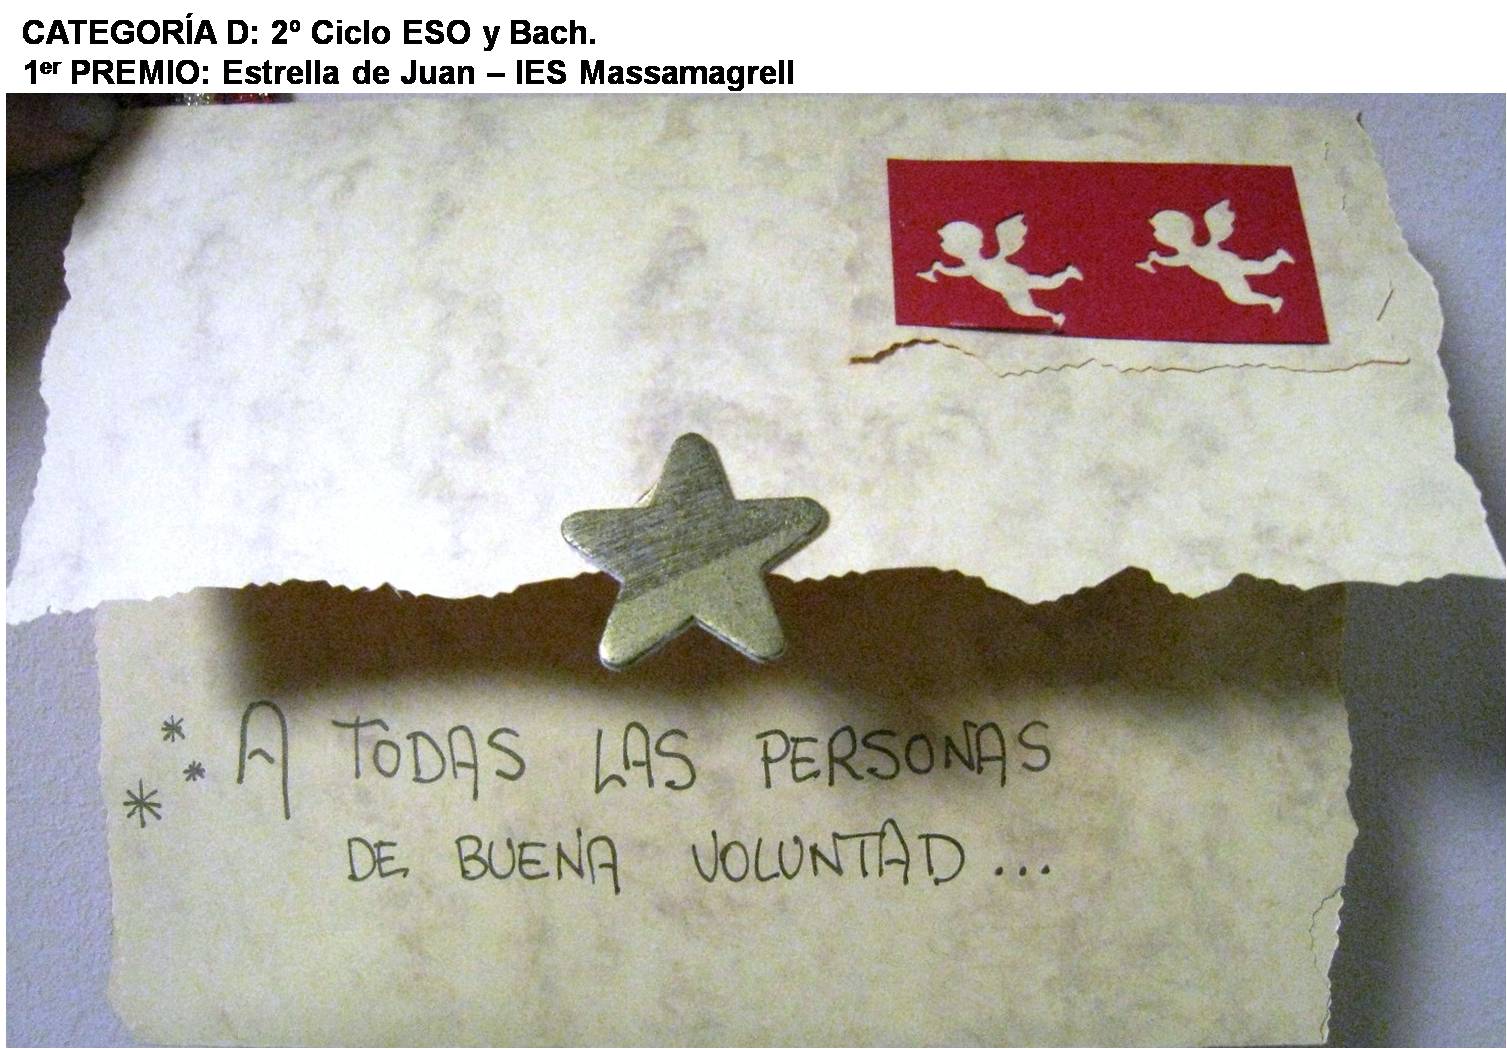 CATEGORÍA D: 2º Ciclo ESO y Bach.
1er PREMIO: Estrella de Juan – IES Massamagrell
A TODAS LAS PERSONAS
DE BUENA VOLUNTAD...